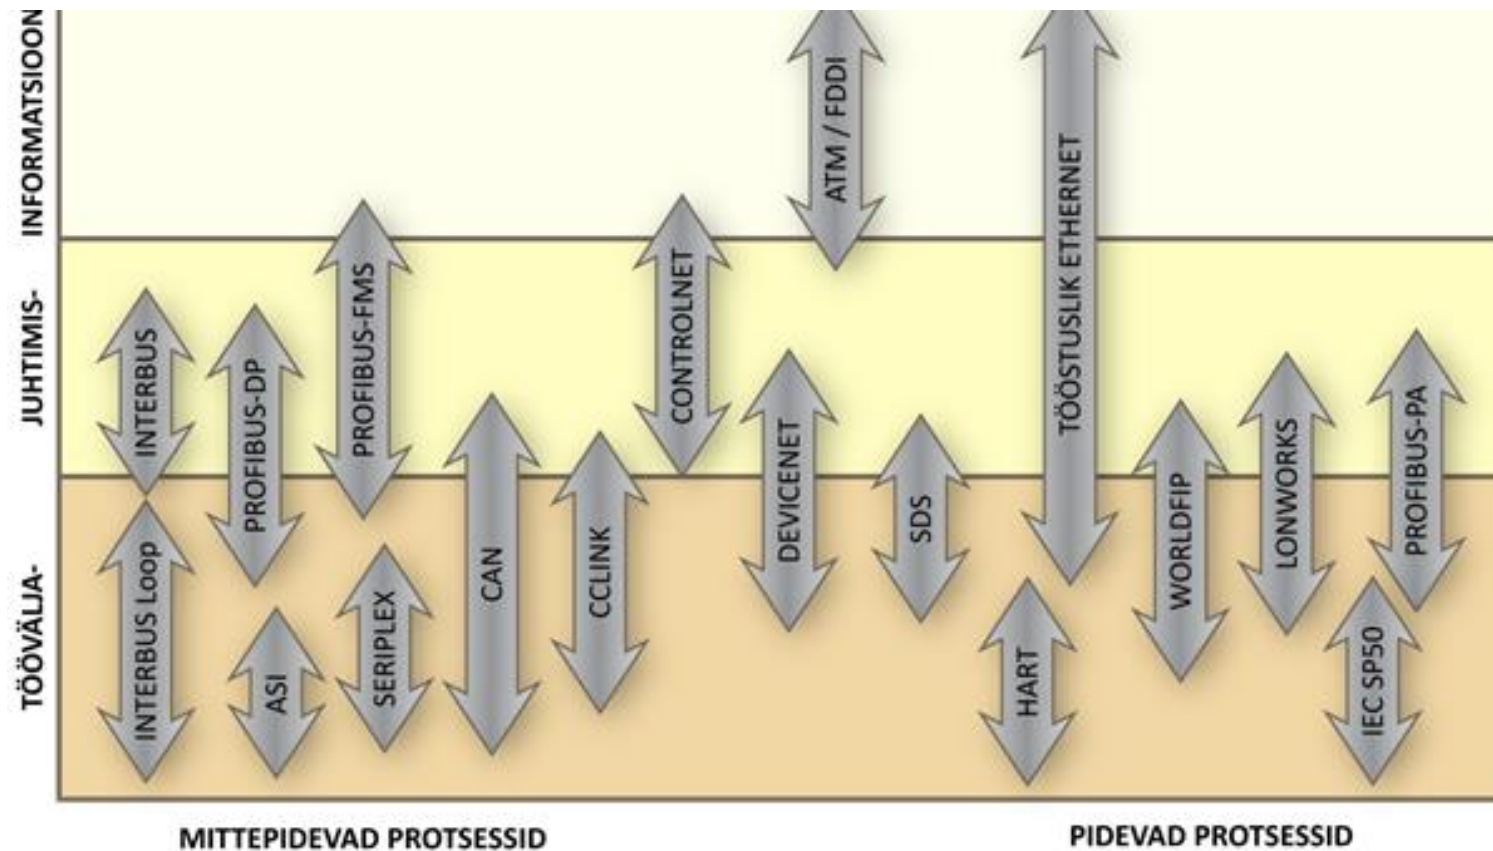 INFORMATSIOON
JUHTIMIS-
TÖÖVÄLJA-
INTERBUS
INTERBUS Loop
PROFIBUS-DP
ASI
PROFIBUS-FMS
SERIPLEX
CAN
CCLINK
CONTROLNET
DEVICENET
ATM / FDDI
SDS
TÖÖSTUSLIK ETHERNET
HART
WORLDFIP
LONWORKS
PROFIBUS-PA
IEC SP50
MITTEPIDEVAD PROTSESSID
PIDEVAD PROTSESSID